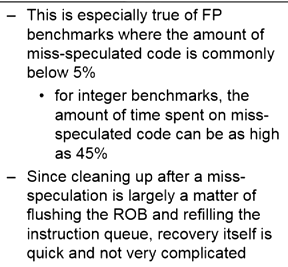 – This is especially true of FP
benchmarks where the amount of
miss-speculated code is commonly
below 5%
• for integer benchmarks, the
amount of time spent on miss-
speculated code can be as high
as 45%
– Since cleaning up after a miss-
speculation is largely a matter of
flushing the ROB and refilling the
instruction queue, recovery itself is
quick and not very complicated